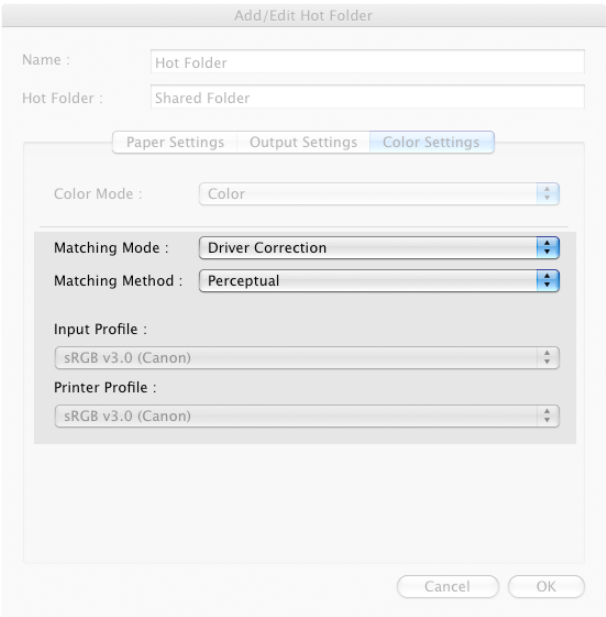 Add/Edit Hot Folder
Name : Hot Folder
Hot Folder : Shared Folder
Paper Settings Output Settings Color Settings
Color Mode : Color
Matching Mode : Driver Correction
Matching Method : Perceptual
Input Profile :
sRGB v3.0 (Canon)
Printer Profile :
sRGB v3.0 (Canon)
Cancel OK